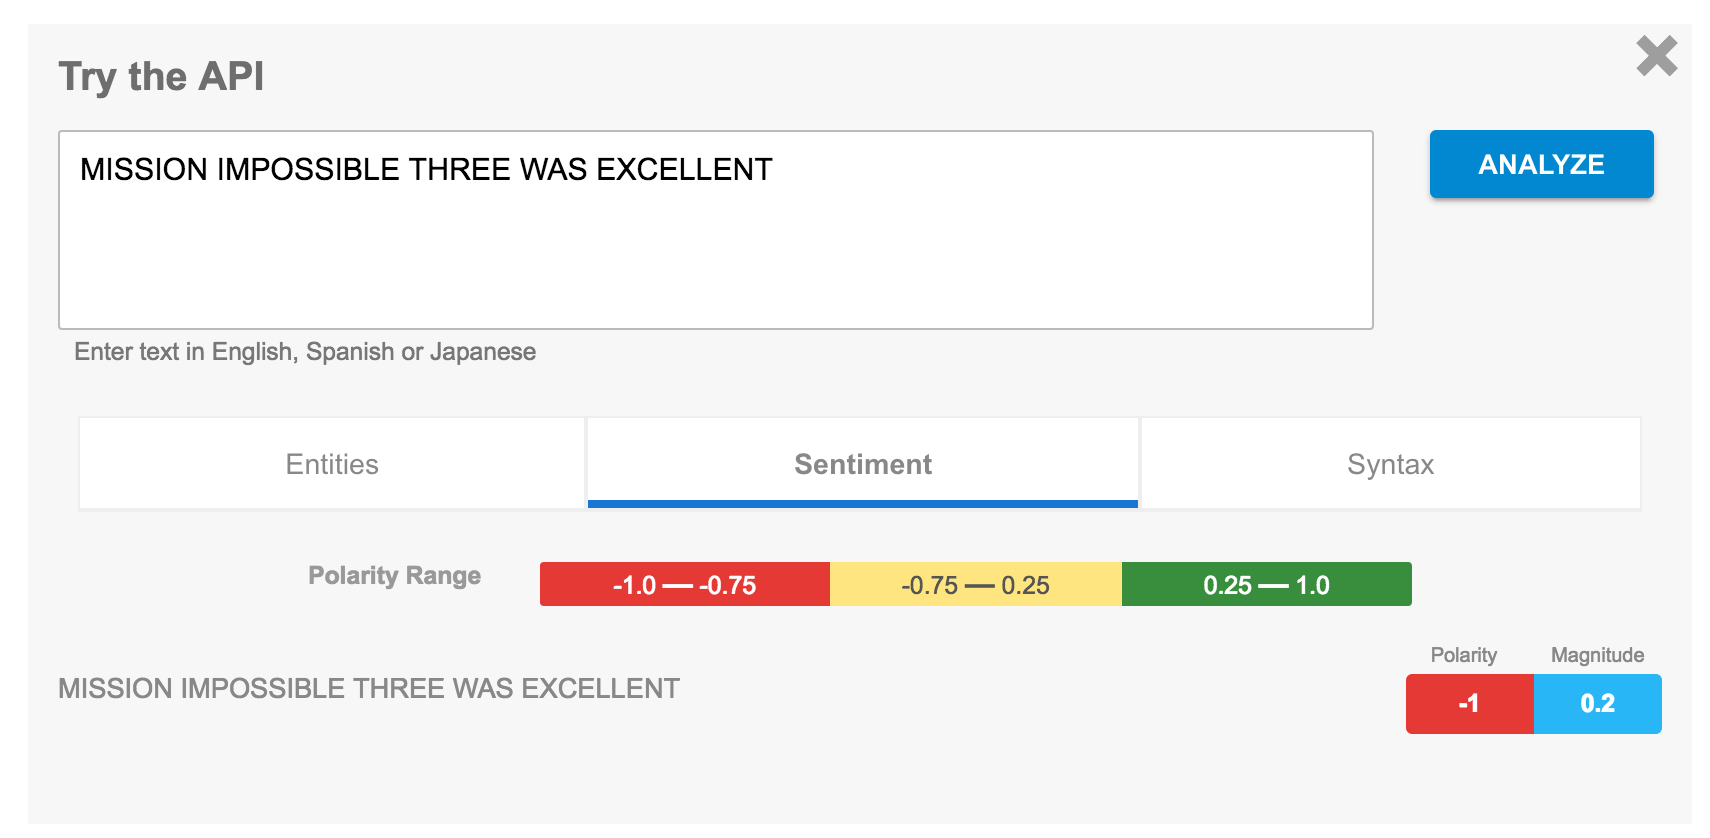 Try the API
MISSION IMPOSSIBLE THREE WAS EXCELLENT
ANALYZE
Enter text in English, Spanish or Japanese
Entities
Sentiment
Syntax
Polarity Range
-1.0 — -0.75
-0.75 — 0.25
0.25 — 1.0
Polarity
Magnitude
MISSION IMPOSSIBLE THREE WAS EXCELLENT
-1
0.2